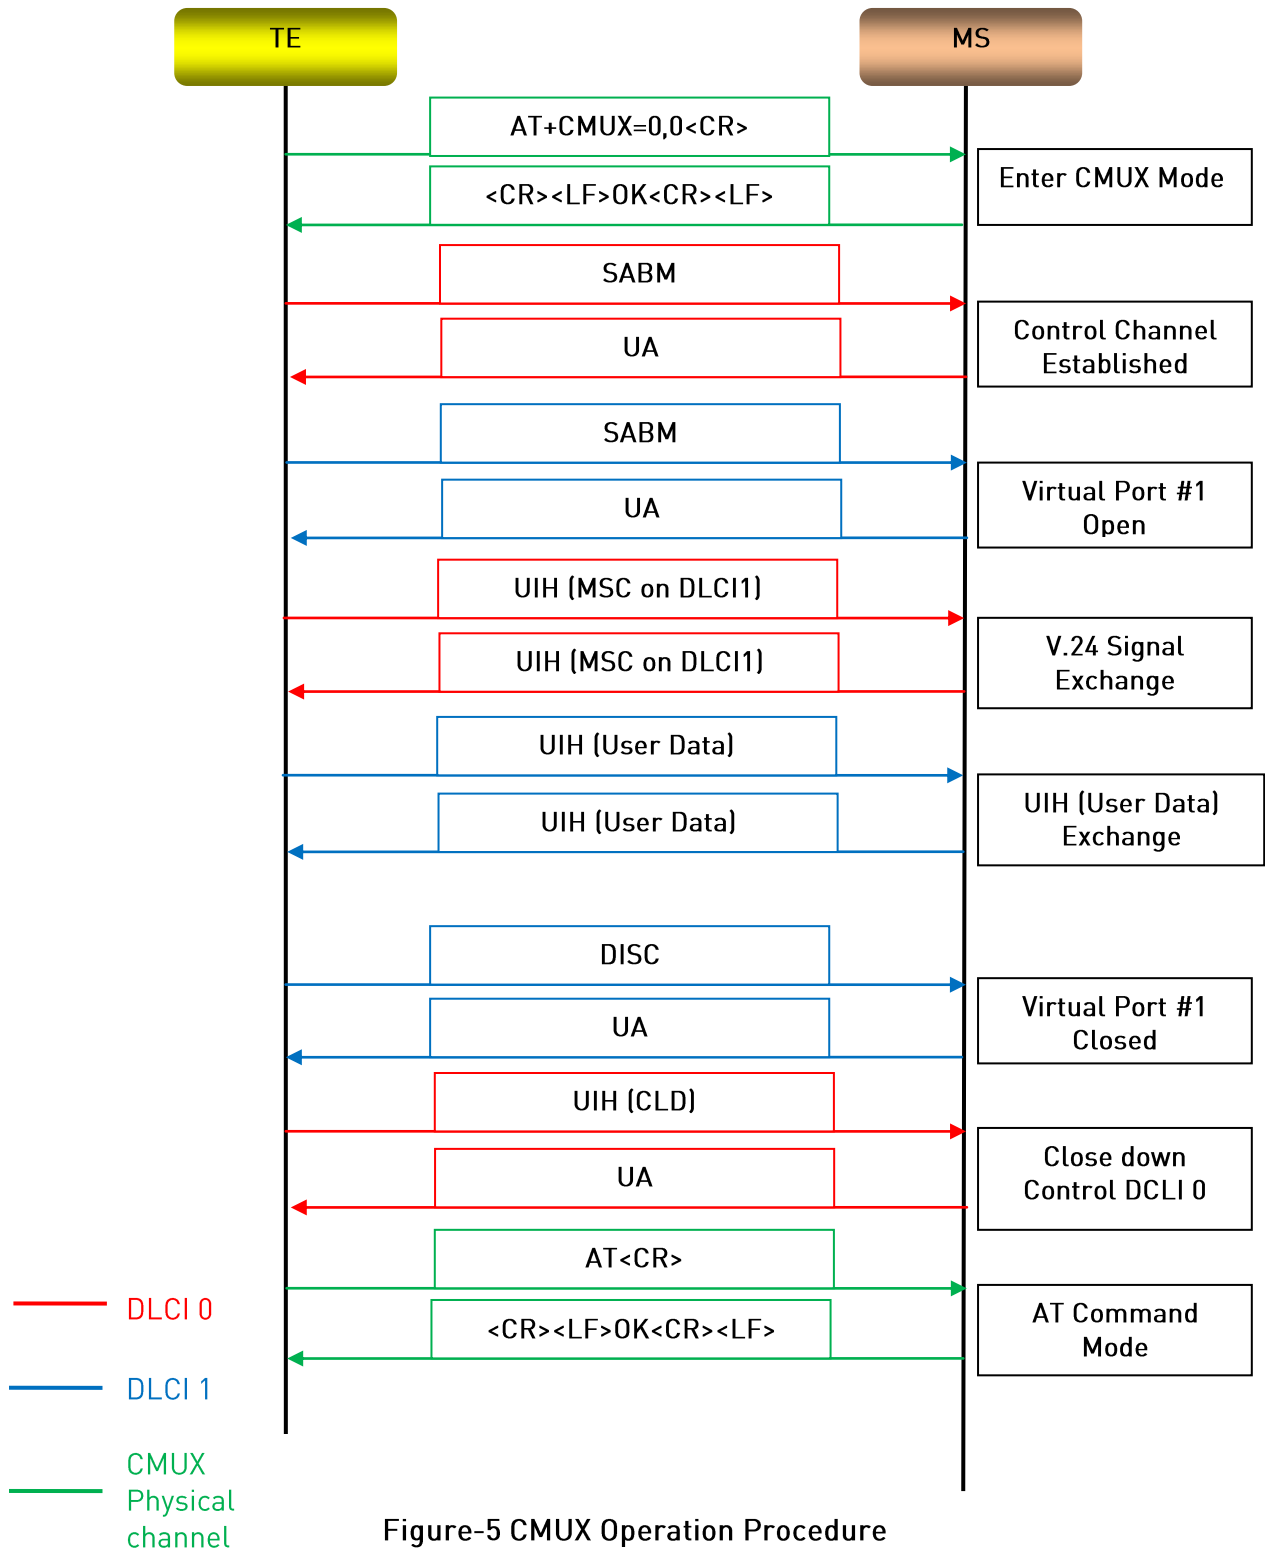 TE
MS
AT+CMUX=0,0<CR>
<CR><LF>OK<CR><LF>
Enter CMUX Mode
SABM
UA
Control Channel
Established
SABM
UA
Virtual Port #1
Open
UIH (MSC on DLCI1)
UIH (MSC on DLCI1)
V.24 Signal
Exchange
UIH (User Data)
UIH (User Data)
UIH (User Data)
Exchange
DISC
UA
Virtual Port #1
Closed
UIH (CLD)
UA
Close down
Control DCLI 0
AT<CR>
<CR><LF>OK<CR><LF>
AT Command
Mode
DLCI 0
DLCI 1
CMUX
Physical
channel
Figure-5 CMUX Operation Procedure